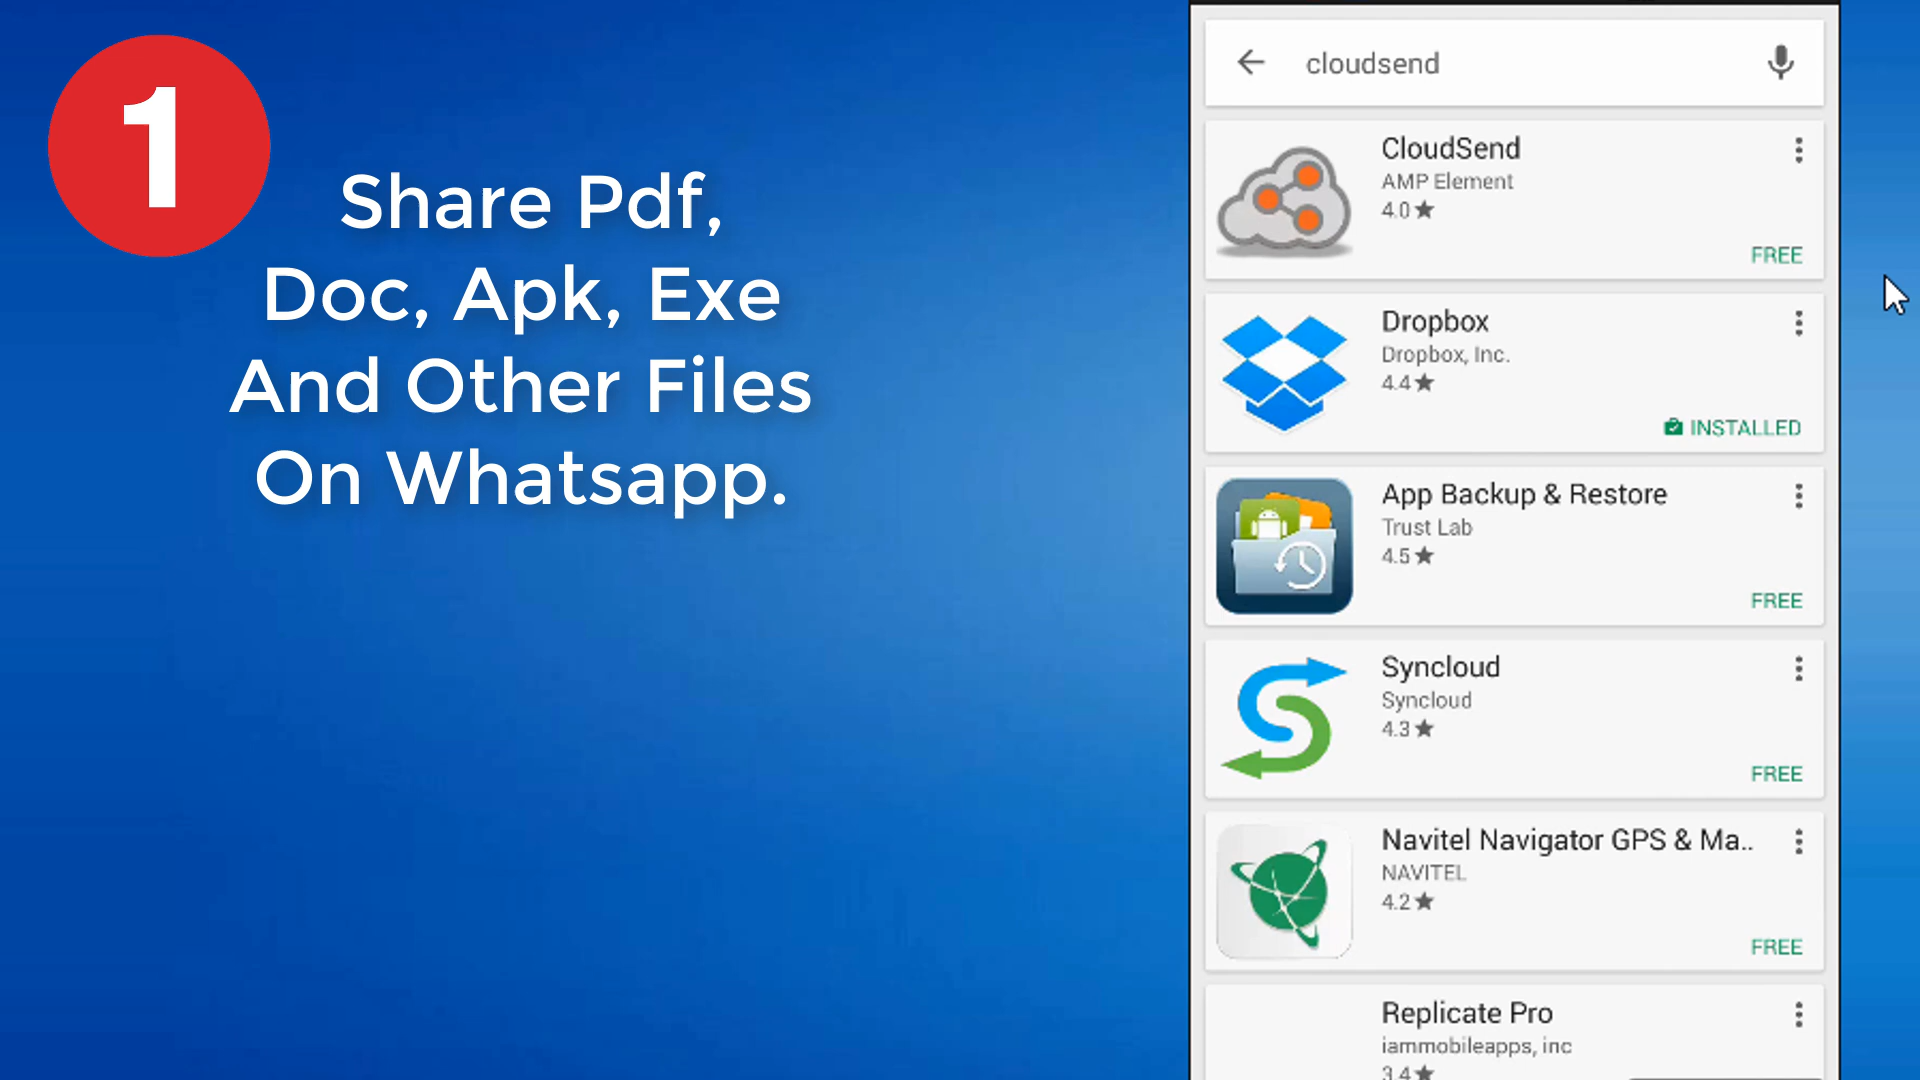 1
Share Pdf,
Doc, Apk, Exe
And Other Files
On Whatsapp.
cloudsend
CloudSend
AMP Element
4.0★
FREE
Dropbox
Dropbox, Inc.
4.4★
INSTALLED
App Backup & Restore
Trust Lab
4.5★
FREE
Syncloud
Syncloud
4.3★
FREE
Navitel Navigator GPS & Ma..
NAVITEL
4.2★
FREE
Replicate Pro
iammobileapps, inc
3.4★